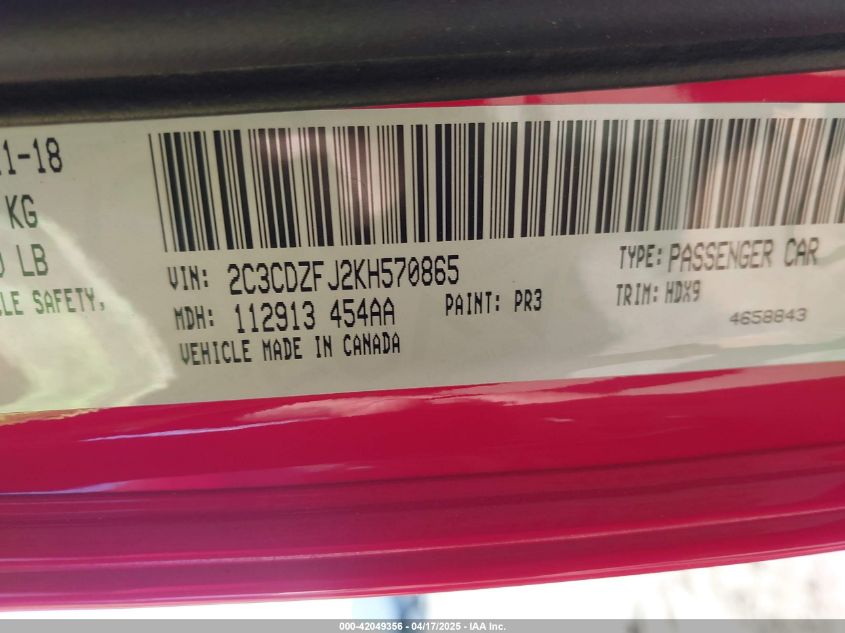 1-18
KG
LB
VIN: 2C3CDZFJ2KH570865
TYPE: PASSENGER CAR
LE SAFETY,
MDH: 112913 454AA
PAINT: PR3
TRIM: HDX9
4658843
VEHICLE MADE IN CANADA
000-42049356 - 04/17/2025 - IAA Inc.